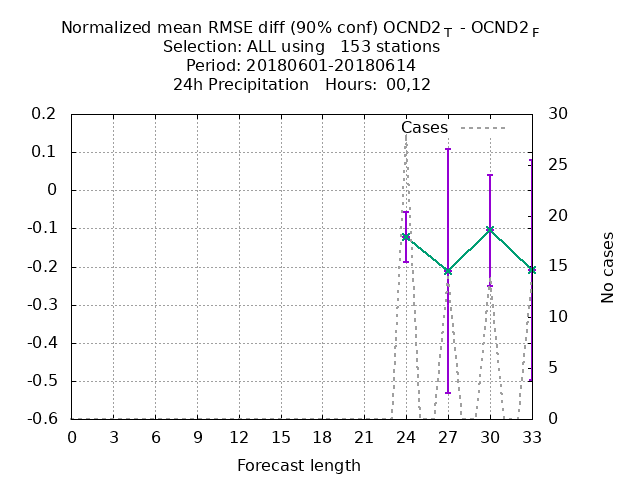 Normalized mean RMSE diff (90% conf) OCND2 T - OCND2 F
Selection: ALL using 153 stations
Period: 20180601-20180614
24h Precipitation Hours: 00,12
Cases
0.2
0.1
0
-0.1
-0.2
-0.3
-0.4
-0.5
-0.6
30
25
20
15
10
5
0
No cases
0 3 6 9 12 15 18 21 24 27 30 33
Forecast length